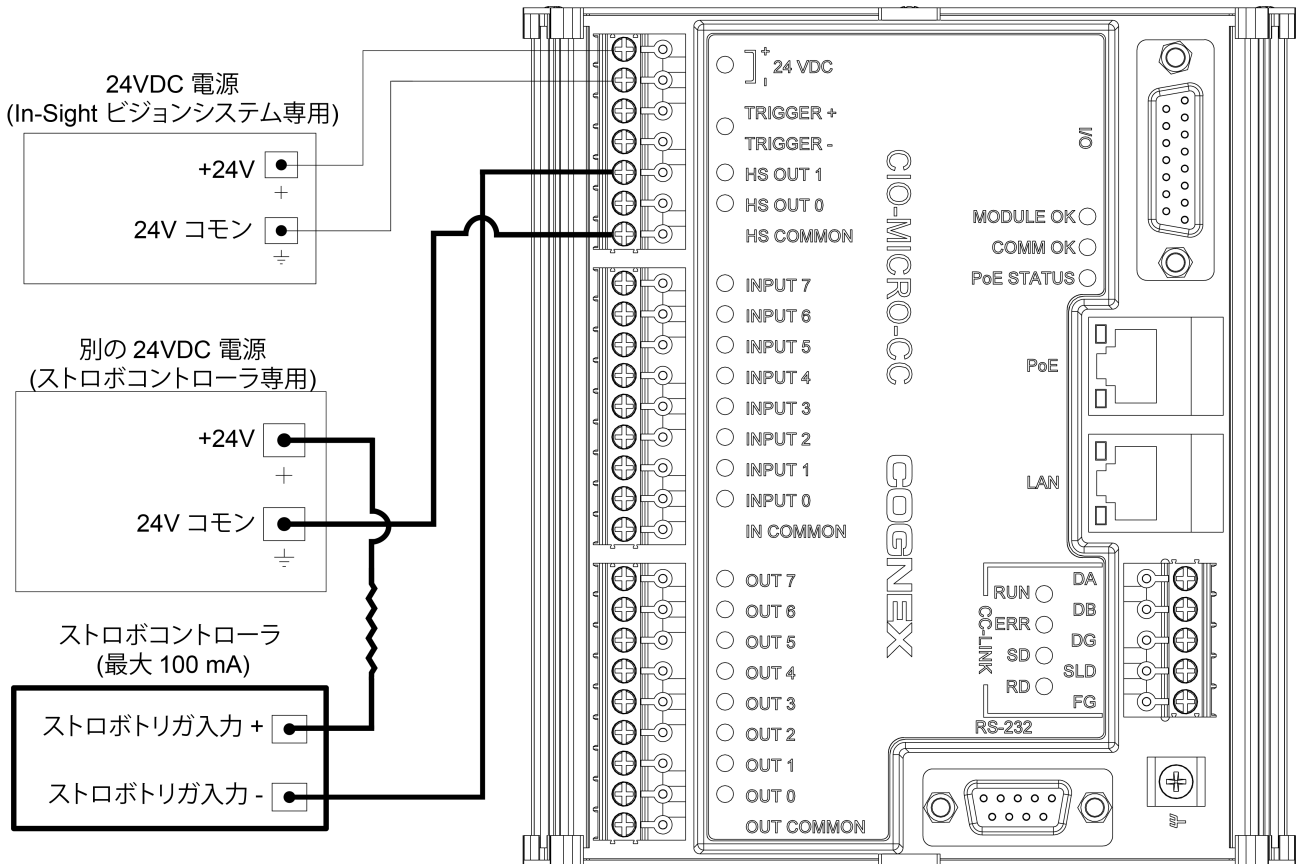 24VDC 電源
(In-Sight ビジョンシステム専用)
+24V
+
24V コモン
別の 24VDC 電源
(ストロボコントローラ専用)
+24V
+
24V コモン
ストロボコントローラ
(最大 100 mA)
ストロボトリガ入力 +
ストロボトリガ入力 -
+
24 VDC
-
TRIGGER +
TRIGGER -
HS OUT 1
HS OUT 0
HS COMMON
INPUT 7
INPUT 6
INPUT 5
INPUT 4
INPUT 3
INPUT 2
INPUT 1
INPUT 0
IN COMMON
OUT 7
OUT 6
OUT 5
OUT 4
OUT 3
OUT 2
OUT 1
OUT 0
OUT COMMON
CIO-MICRO-CC
COGNEX
I/O
MODULE OK
COMM OK
PoE STATUS
PoE
LAN
CC-LINK
RUN
ERR
SD
RD
DA
DB
DG
SLD
FG
RS-232